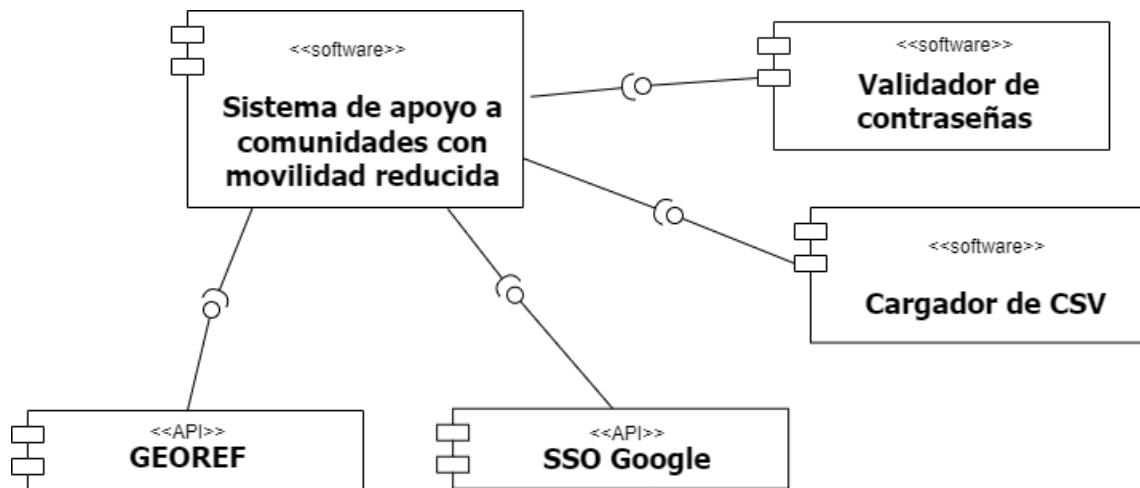 <<software>>
Sistema de apoyo a
comunidades con
movilidad reducida
<<software>>
Validador de
contraseñas
<<software>>
Cargador de CSV
<<API>>
GEOREF
<<API>>
SSO Google